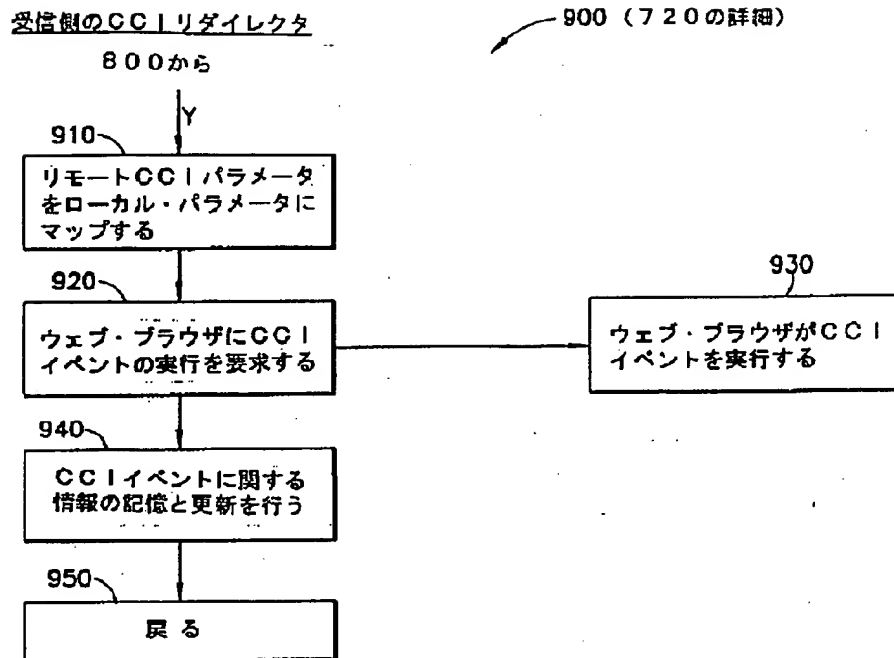 受信側のCCIリダイレクタ
900(720の詳細)
800から
Y
910
リモートCCIパラメータ
をローカル・パラメータに
マップする
920
ウェブ・ブラウザにCCI
イベントの実行を要求する
930
ウェブ・ブラウザがCCI
イベントを実行する
940
CCIイベントに関する
情報の記憶と更新を行う
950
戻る